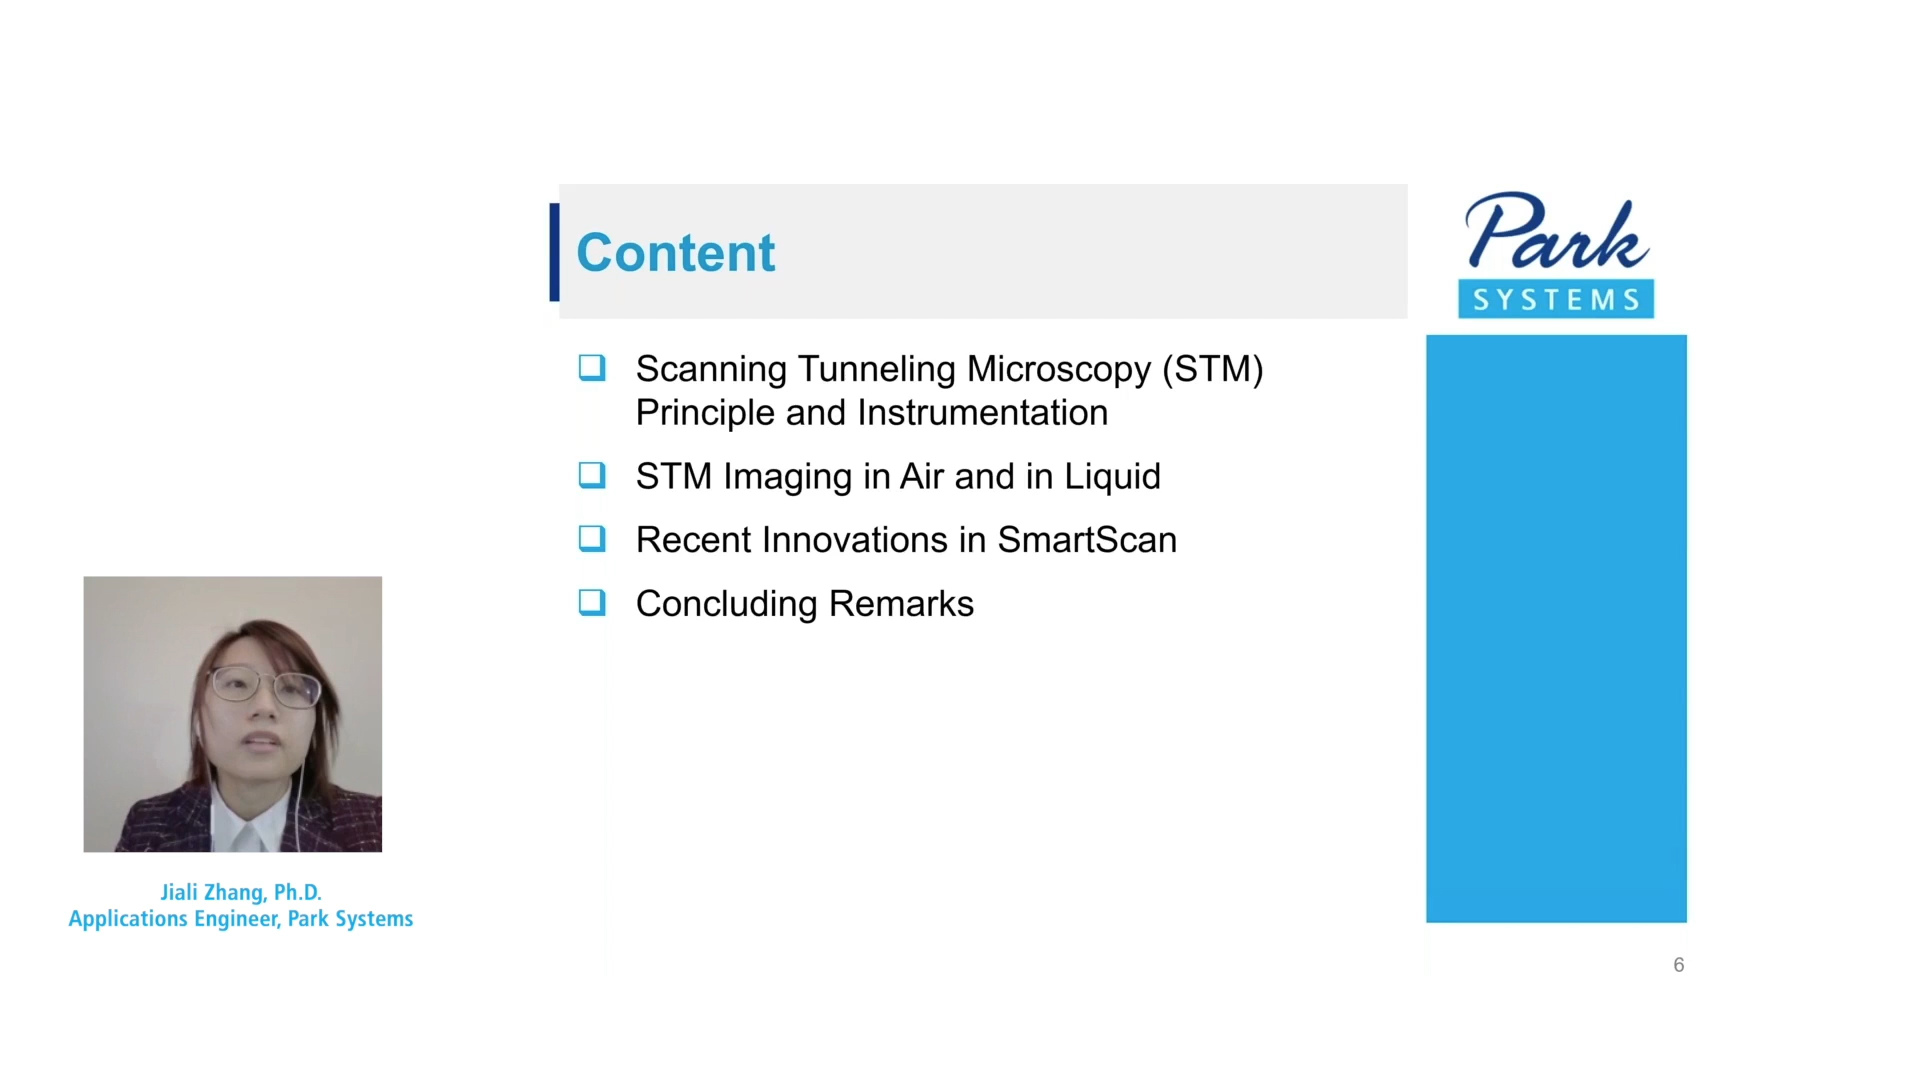 Content
Park
SYSTEMS
Scanning Tunneling Microscopy (STM)
Principle and Instrumentation
STM Imaging in Air and in Liquid
Recent Innovations in SmartScan
Concluding Remarks
Jiali Zhang, Ph.D.
Applications Engineer, Park Systems
6